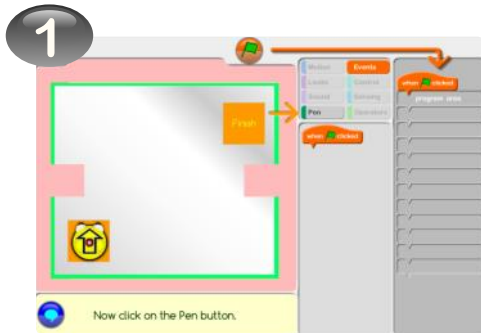 1
Motion Events
Looks Control
Sound Sensing
Pen Operators
when clicked
program area
Finish
when clicked
Now click on the Pen button.